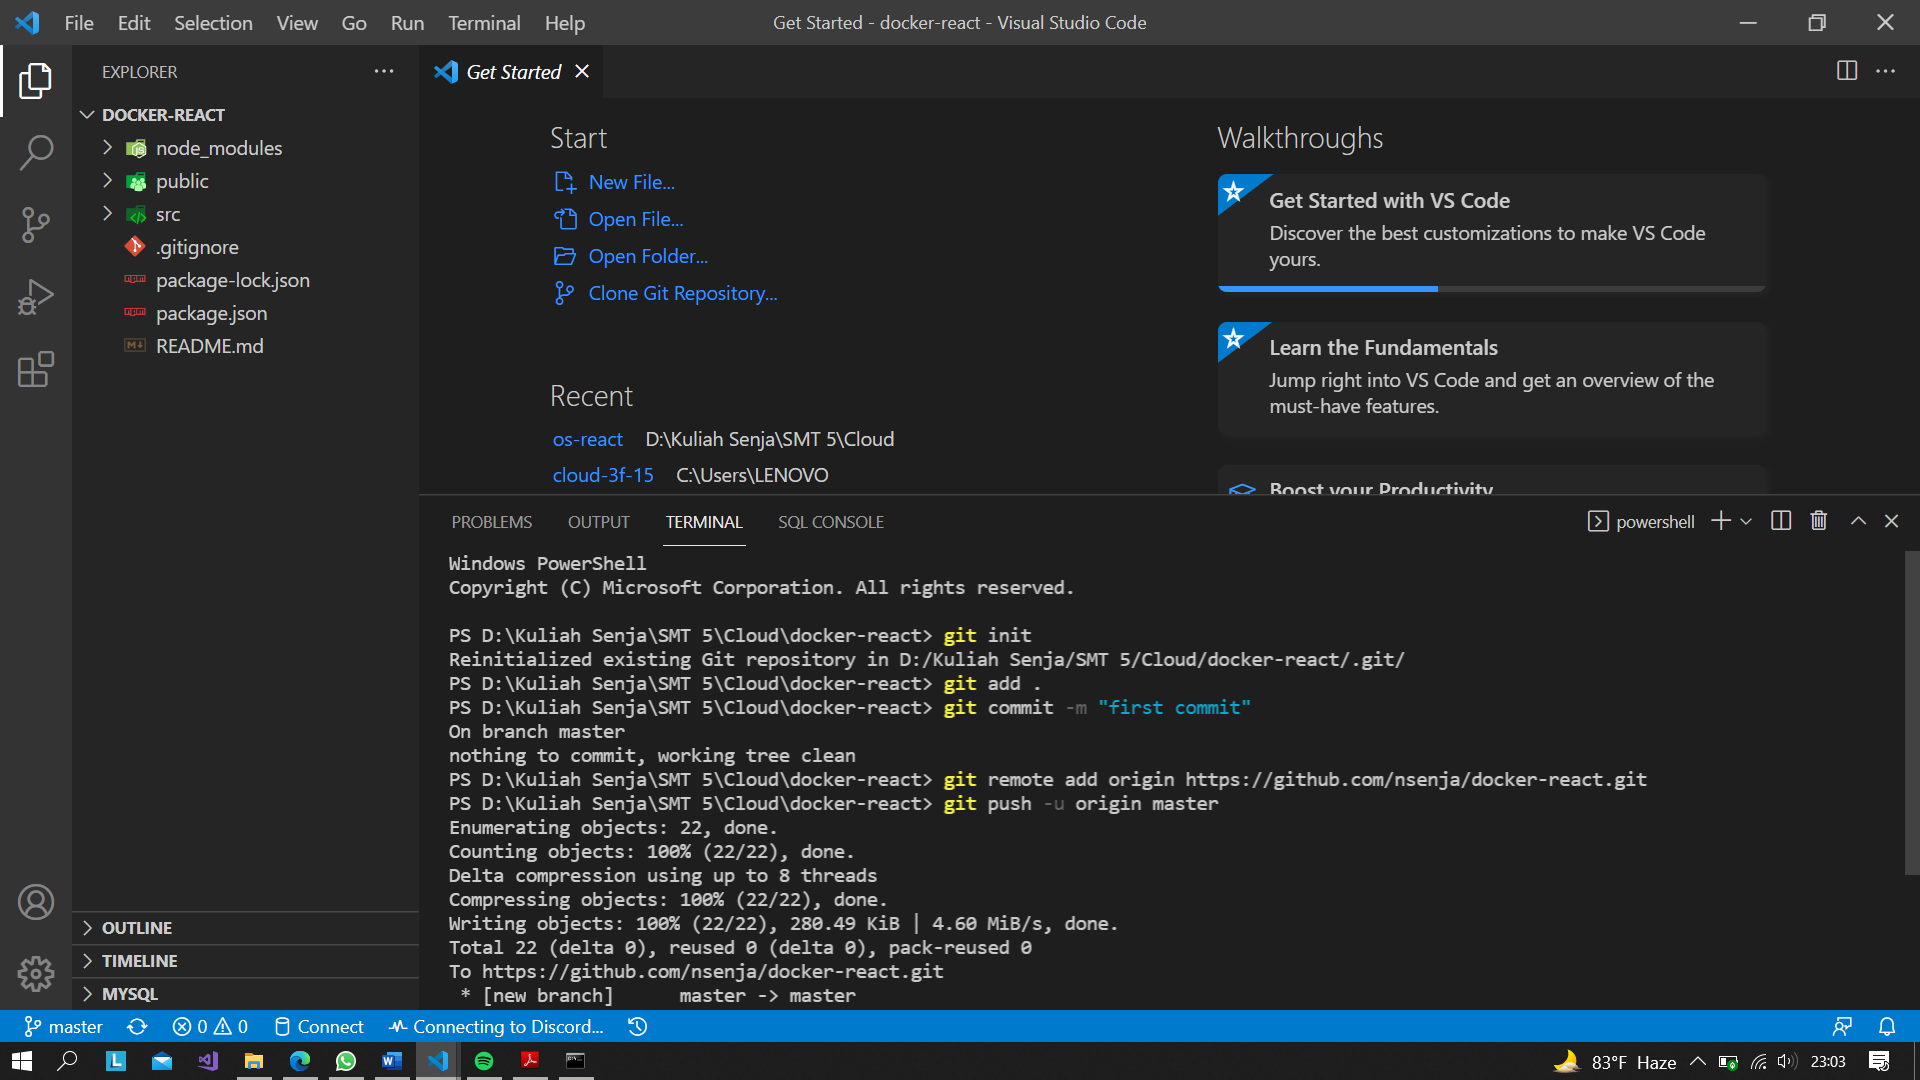 File Edit Selection View Go Run Terminal Help
Get Started - docker-react - Visual Studio Code
EXPLORER
DOCKER-REACT
node_modules
public
src
.gitignore
package-lock.json
package.json
README.md
OUTLINE
TIMELINE
MYSQL
Get Started
Start
New File...
Open File...
Open Folder...
Clone Git Repository...
Recent
os-react D:\Kuliah Senja\SMT 5\Cloud
cloud-3f-15 C:\Users\LENOVO
Walkthroughs
Get Started with VS Code
Discover the best customizations to make VS Code
yours.
Learn the Fundamentals
Jump right into VS Code and get an overview of the
must-have features.
Boost your Productivity
PROBLEMS OUTPUT TERMINAL SQL CONSOLE
powershell
Windows PowerShell
Copyright (C) Microsoft Corporation. All rights reserved.
PS D:\Kuliah Senja\SMT 5\Cloud\docker-react> git init
Reinitialized existing Git repository in D:/Kuliah Senja/SMT 5/Cloud/docker-react/.git/
PS D:\Kuliah Senja\SMT 5\Cloud\docker-react> git add .
PS D:\Kuliah Senja\SMT 5\Cloud\docker-react> git commit -m "first commit"
On branch master
nothing to commit, working tree clean
PS D:\Kuliah Senja\SMT 5\Cloud\docker-react> git remote add origin https://github.com/nsenja/docker-react.git
PS D:\Kuliah Senja\SMT 5\Cloud\docker-react> git push -u origin master
Enumerating objects: 22, done.
Counting objects: 100% (22/22), done.
Delta compression using up to 8 threads
Compressing objects: 100% (22/22), done.
Writing objects: 100% (22/22), 280.49 KiB | 4.60 MiB/s, done.
Total 22 (delta 0), reused 0 (delta 0), pack-reused 0
To https://github.com/nsenja/docker-react.git
 * [new branch]      master -> master
master 0 0 Connect Connecting to Discord...
83°F Haze 23:03